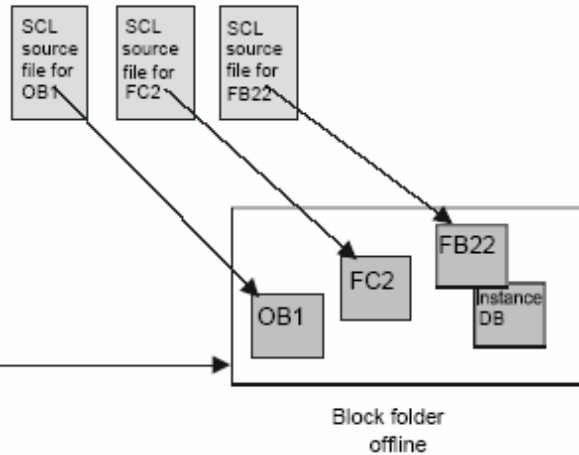 SCL
source
file for
OB1
SCL
source
file for
FC2
SCL
source
file for
FB22
FB22
FC2
OB1
Instance
DB
Block folder
offline